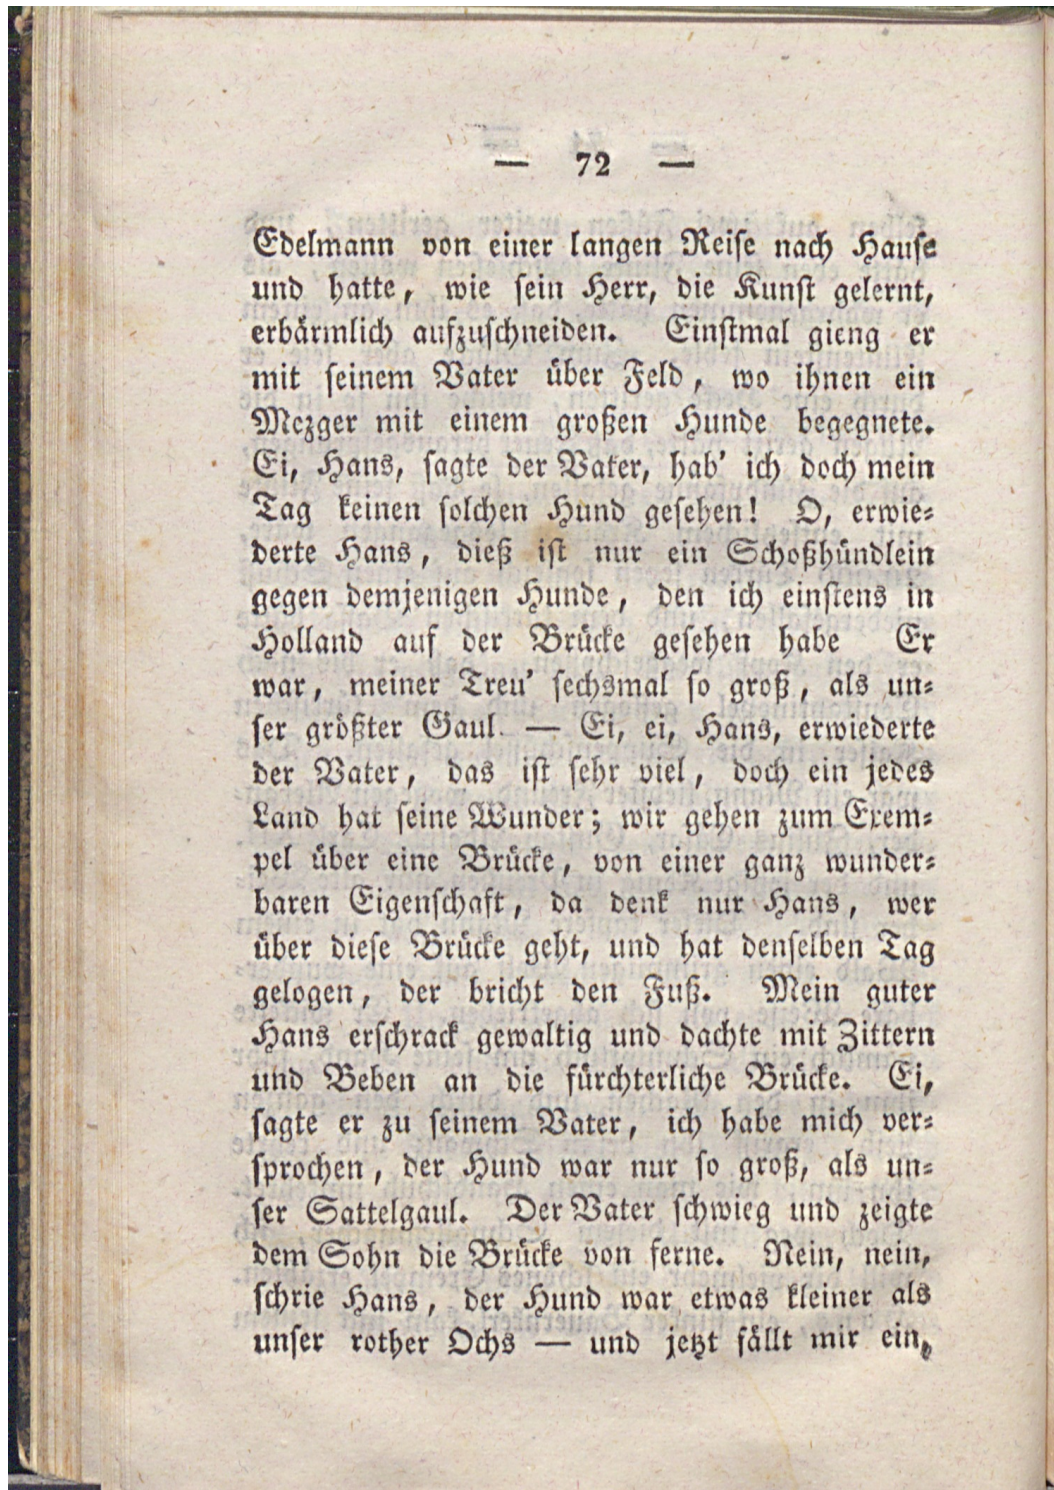 — 72 —
Edelmann von einer langen Reise nach Hause
und hatte, wie sein Herr, die Kunst gelernt,
erbärmlich aufzuschneiden. Einstmal gieng er
mit seinem Vater über Feld, wo ihnen ein
Mezger mit einem großen Hunde begegnete.
Ei, Hans, sagte der Vater, hab' ich doch mein
Tag keinen solchen Hund gesehen! O, erwie-
derte Hans, dieß ist nur ein Schoßhündlein
gegen demjenigen Hunde, den ich einstens in
Holland auf der Brücke gesehen habe Er
war, meiner Treu' sechsmal so groß, als un-
ser größter Gaul. — Ei, ei, Hans, erwiederte
der Vater, das ist sehr viel, doch ein jedes
Land hat seine Wunder; wir gehen zum Exem-
pel über eine Brücke, von einer ganz wunder-
baren Eigenschaft, da denk nur Hans, wer
über diese Brücke geht, und hat denselben Tag
gelogen, der bricht den Fuß. Mein guter
Hans erschrack gewaltig und dachte mit Zittern
und Beben an die fürchterliche Brücke. Ei,
sagte er zu seinem Vater, ich habe mich ver-
sprochen, der Hund war nur so groß, als un-
ser Sattelgaul. Der Vater schwieg und zeigte
dem Sohn die Brücke von ferne. Nein, nein,
schrie Hans, der Hund war etwas kleiner als
unser rother Ochs — und jetzt fällt mir ein,